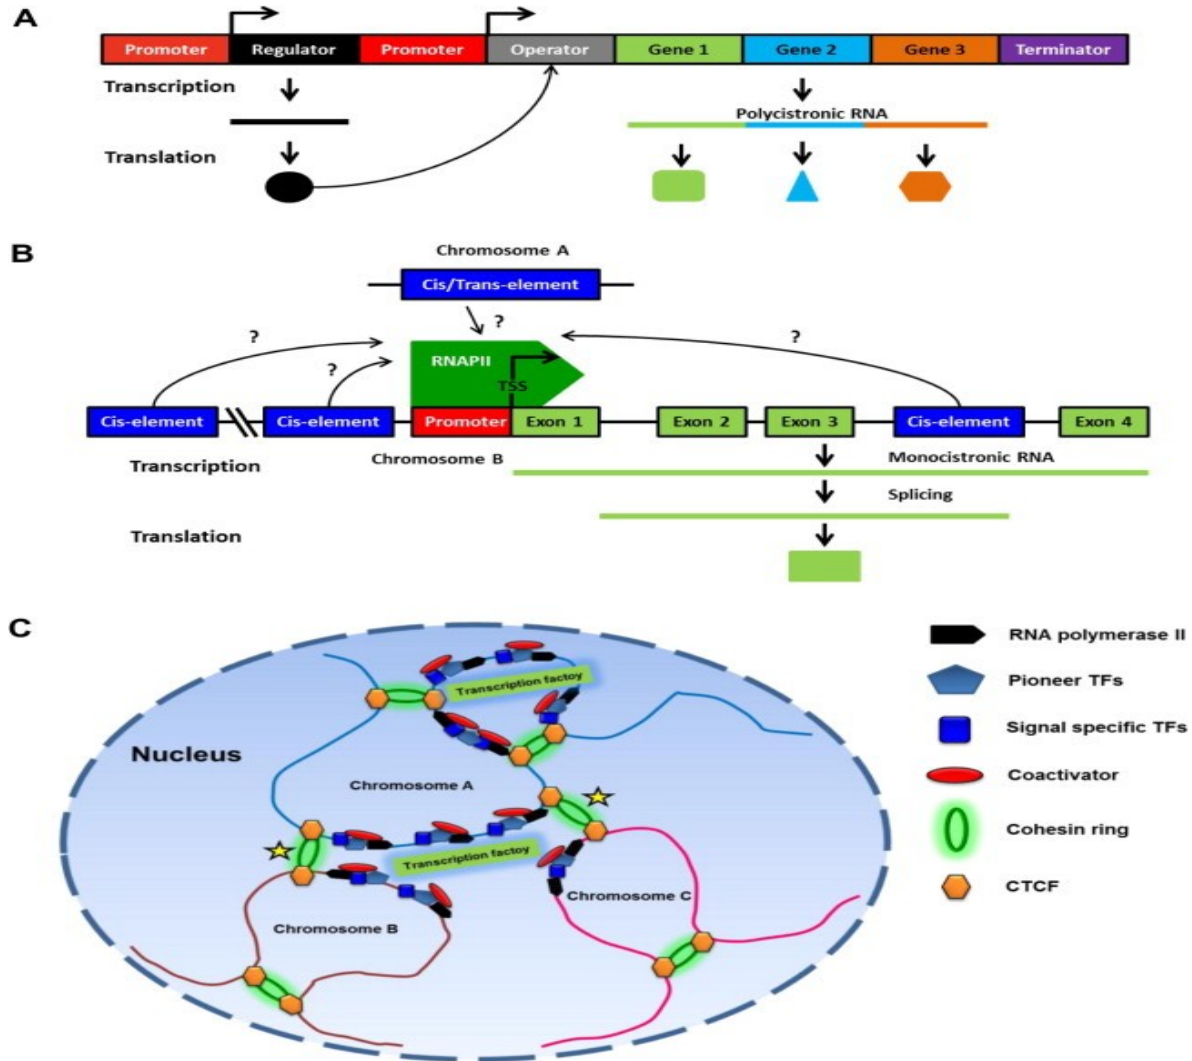 A
Promoter Regulator Promoter Operator Gene 1 Gene 2 Gene 3 Terminator
Transcription
Polycistronic RNA
Translation
B
Chromosome A
Cis/Trans-element
? ? ? ?
RNAPII
TSS
Cis-element Cis-element Promoter Exon 1 Exon 2 Exon 3 Cis-element Exon 4
Chromosome B
Monocistronic RNA
Transcription
Splicing
Translation
C
Nucleus
Transcription factoy
Chromosome A
Transcription factoy
Chromosome B
Chromosome C
RNA polymerase II
Pioneer TFs
Signal specific TFs
Coactivator
Cohesin ring
CTCF